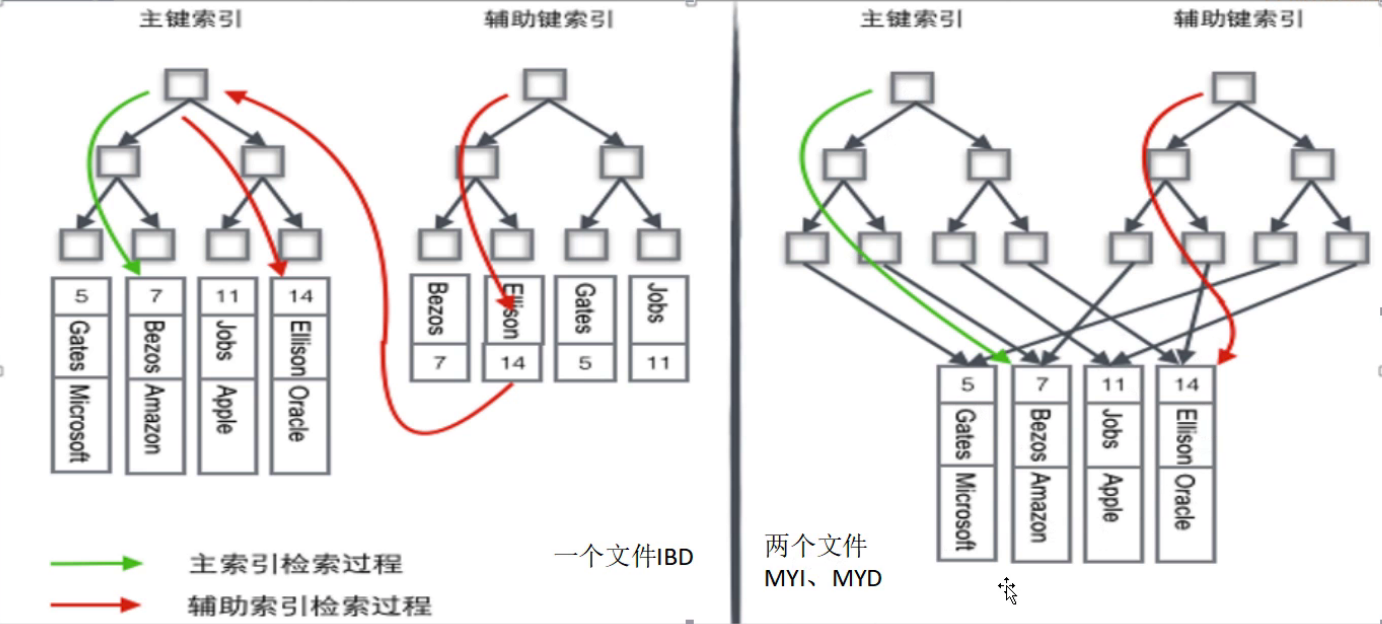 主键索引
辅助键索引
5
Gates
Microsoft
7
Bezos
Amazon
11
Jobs
Apple
14
Ellison
Oracle
Bezos
7
Ellison
14
Gates
5
Jobs
11
主索引检索过程
辅助索引检索过程
一个文件IBD
主键索引
辅助键索引
5
Gates
Microsoft
7
Bezos
Amazon
11
Jobs
Apple
14
Ellison
Oracle
两个文件
MYI、MYD